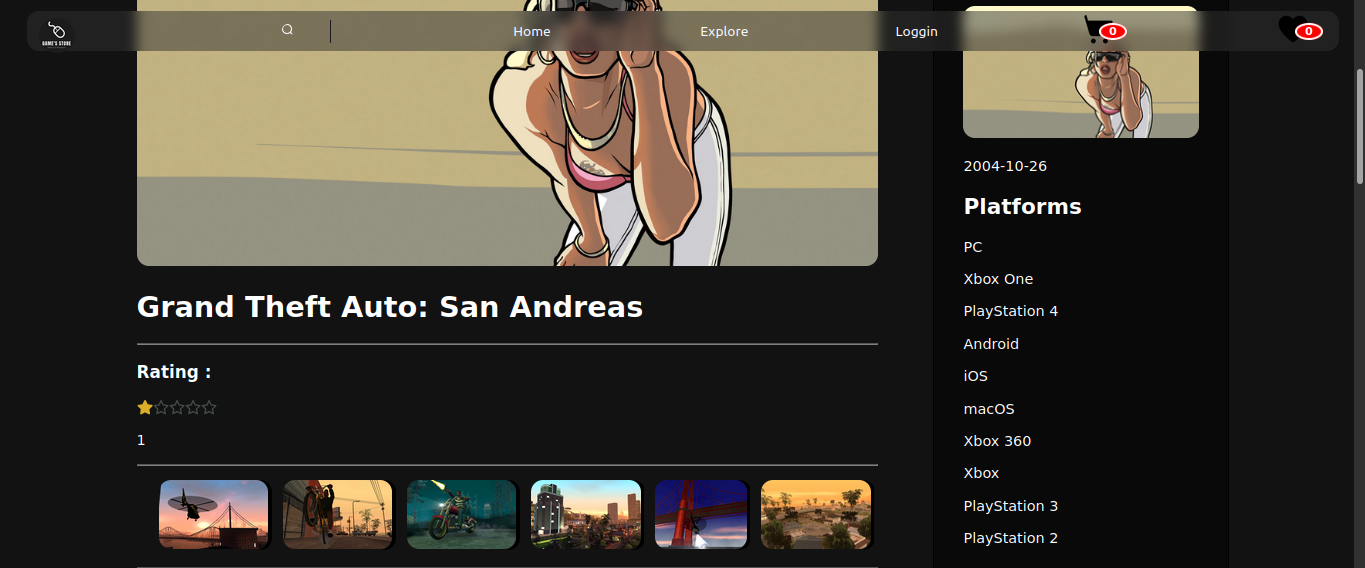 GAME'S STORE
Home
Explore
Loggin
0
0
2004-10-26
Platforms
PC
Xbox One
PlayStation 4
Android
iOS
macOS
Xbox 360
Xbox
PlayStation 3
PlayStation 2
Grand Theft Auto: San Andreas
Rating :
1